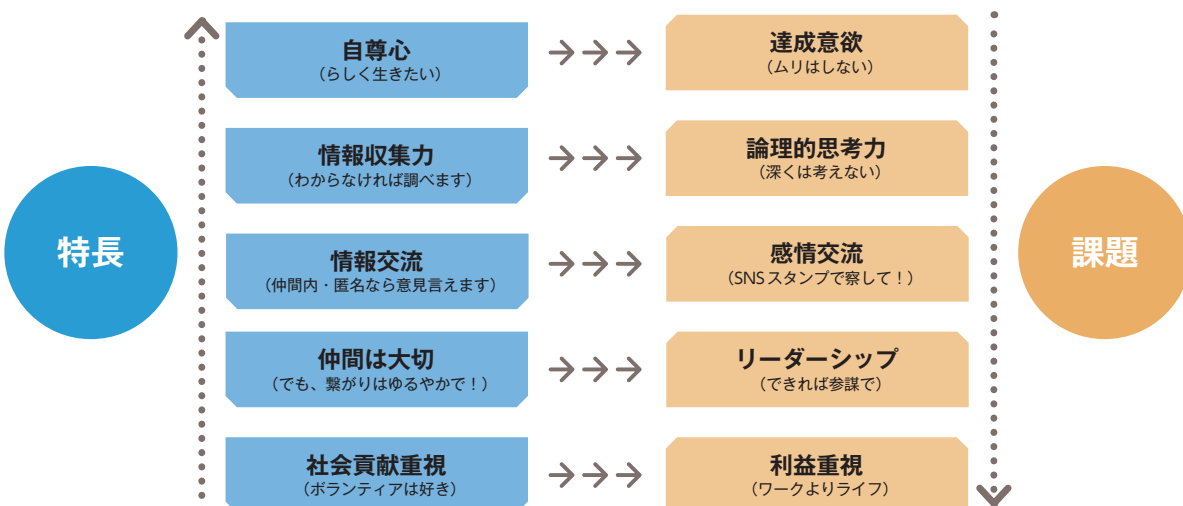 特長
自尊心
（らしく生きたい）
達成意欲
（ムリはしない）
情報収集力
（わからなければ調べます）
論理的思考力
（深くは考えない）
情報交流
（仲間内・匿名なら意見言えます）
感情交流
（SNSスタンプで察して！）
仲間は大切
（でも、繋がりはゆるやかで！）
リーダーシップ
（できれば参謀で）
社会貢献重視
（ボランティアは好き）
利益重視
（ワークよりライフ）
課題